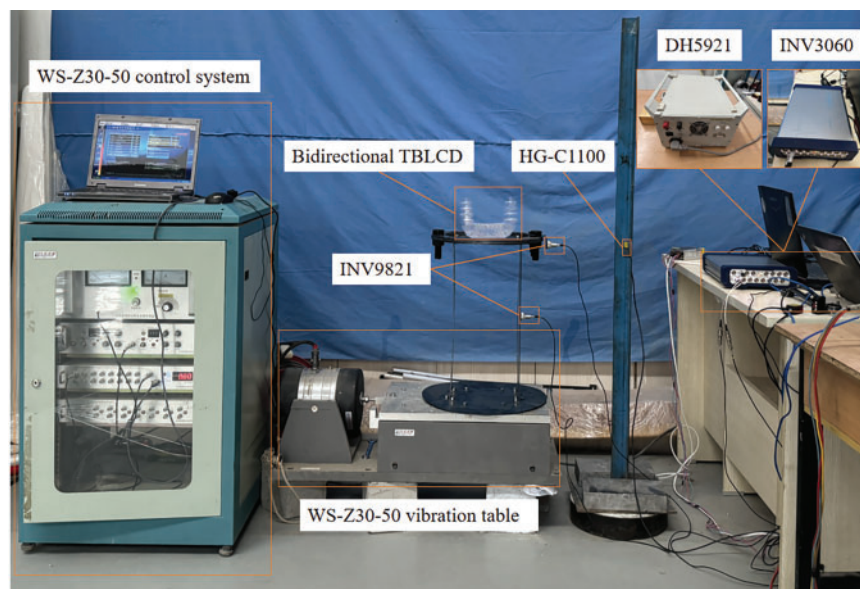 DH5921
INV3060
WS-Z30-50 control system
Bidirectional TBLCD
HG-C1100
INV9821
WS-Z30-50 vibration table